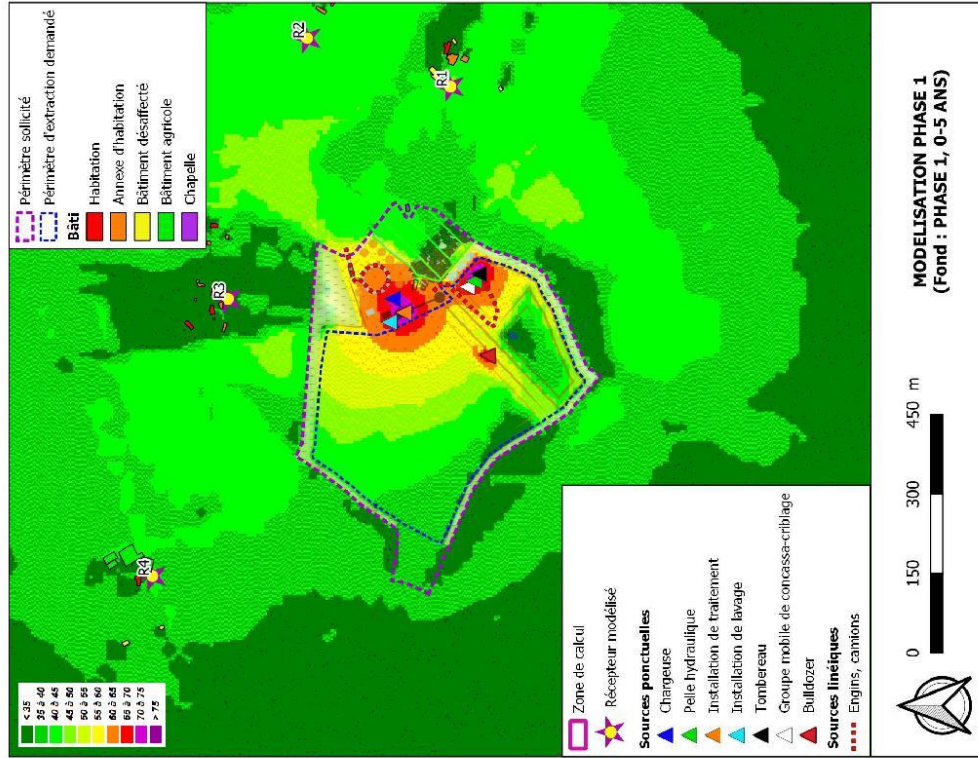 < 35
35 à 40
40 à 45
45 à 50
50 à 55
55 à 60
60 à 65
65 à 70
70 à 75
> 75
Périmètre sollicité
Périmètre d'extraction demandé
Bâti
Habitation
Annexe d'habitation
Bâtiment désaffecté
Bâtiment agricole
Chapelle
R4
R3
R2
R1
Zone de calcul
Récepteur modélisé
Sources ponctuelles
Chargeuse
Pelle hydraulique
Installation de traitement
Installation de lavage
Tombereau
Groupe mobile de concassa-criblage
Bulldozer
Sources linéiques
Engins, camions
0 150 300 450 m
MODELISATION PHASE 1
(Fond : PHASE 1, 0-5 ANS)